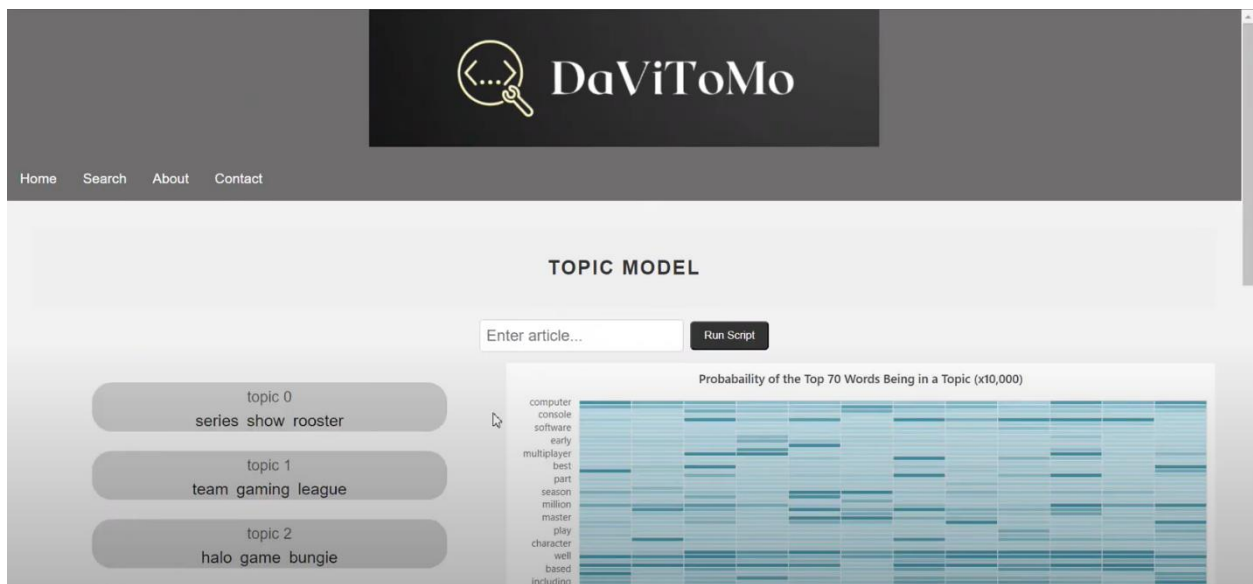 <...> DaViToMo
Home Search About Contact
TOPIC MODEL
Enter article... Run Script
topic 0
series show rooster
topic 1
team gaming league
topic 2
halo game bungie
Probabaility of the Top 70 Words Being in a Topic (x10,000)
computer
console
software
early
multiplayer
best
part
season
million
master
play
character
well
based
including